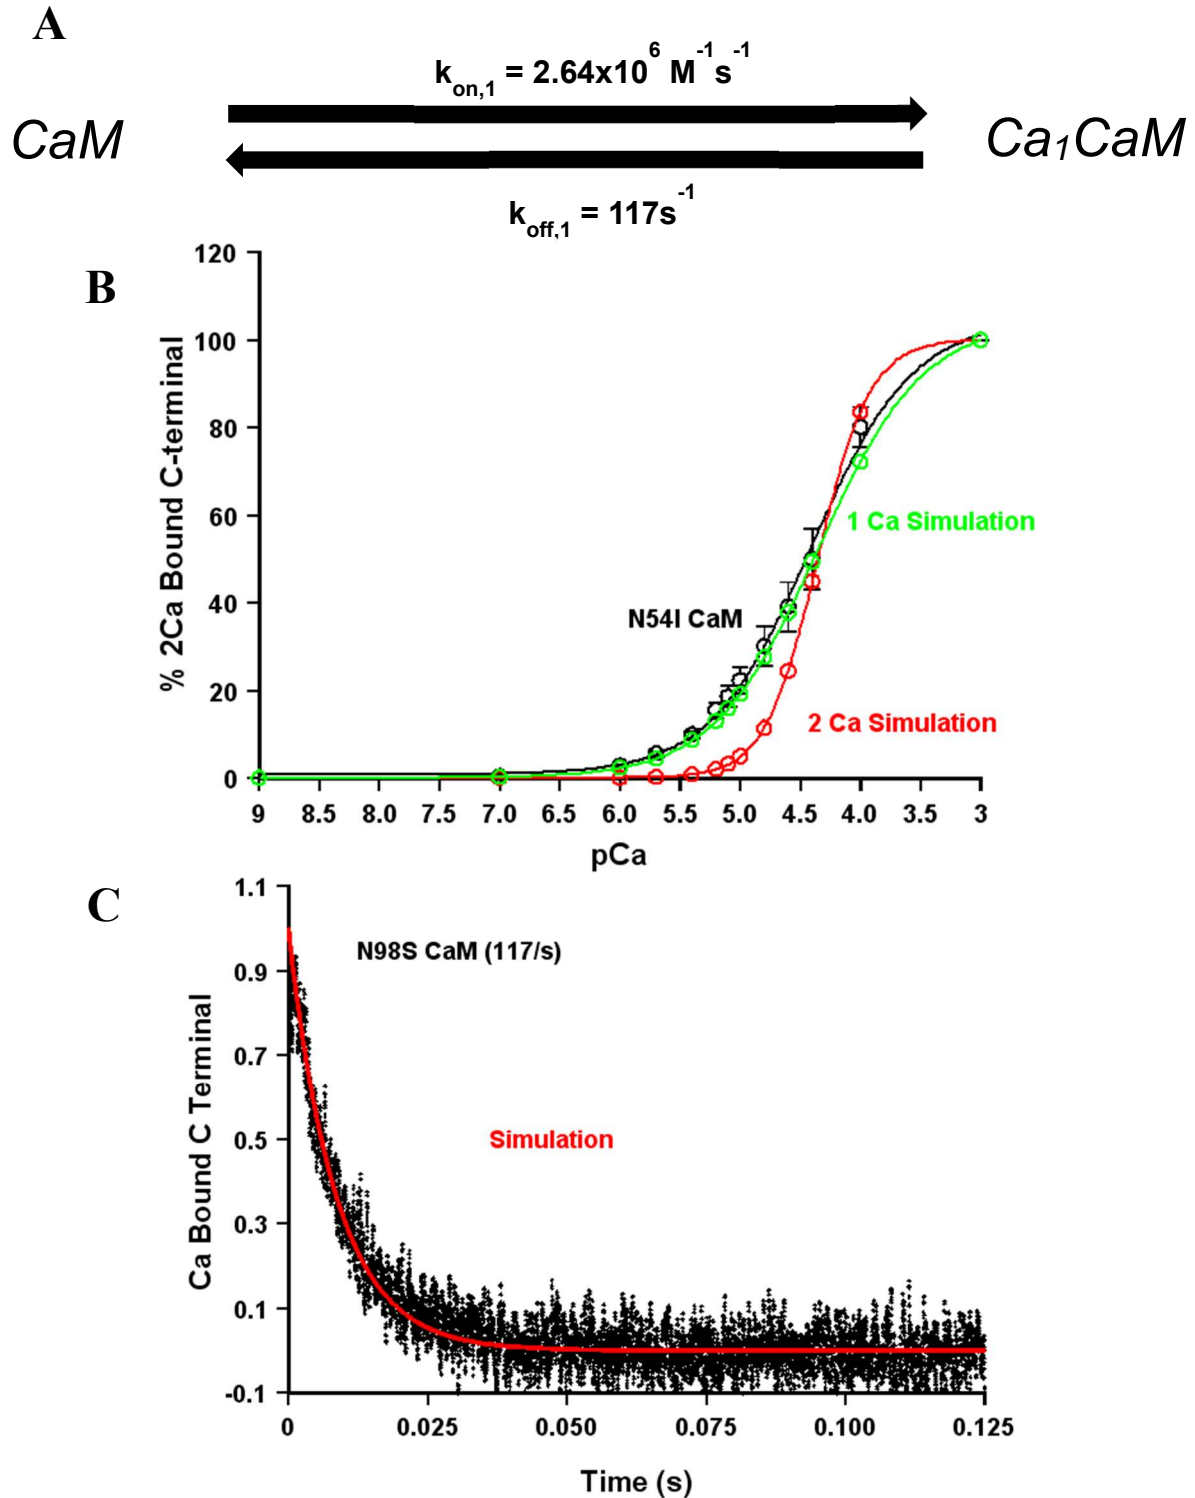 A
k_on,1 = 2.64x10^6 M^-1 s^-1
CaM
Ca₁CaM
k_off,1 = 117s^-1
B
% 2Ca Bound C-terminal
120
100
80
60
40
20
0
N54I CaM
1 Ca Simulation
2 Ca Simulation
9 8.5 8.0 7.5 7.0 6.5 6.0 5.5 5.0 4.5 4.0 3.5 3
pCa
C
Ca Bound C Terminal
1.1
0.9
0.7
0.5
0.3
0.1
-0.1
N98S CaM (117/s)
Simulation
0 0.025 0.050 0.075 0.100 0.125
Time (s)